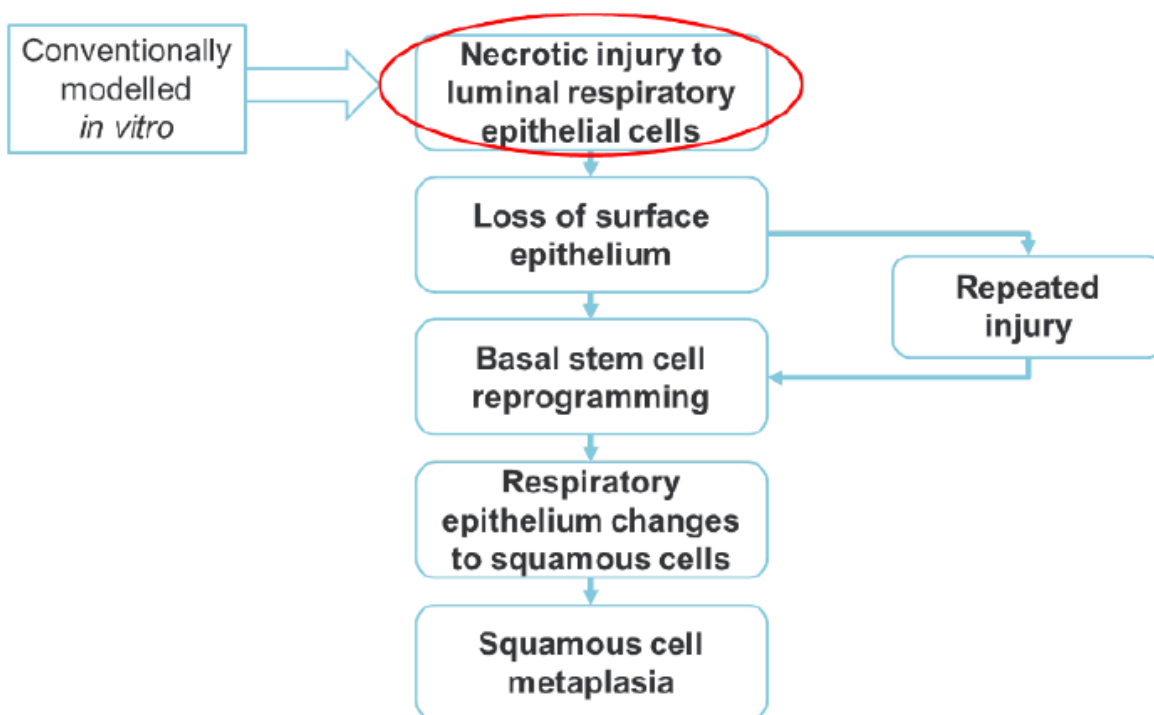 Conventionally
modelled
in vitro
Necrotic injury to
luminal respiratory
epithelial cells
Loss of surface
epithelium
Repeated
injury
Basal stem cell
reprogramming
Respiratory
epithelium changes
to squamous cells
Squamous cell
metaplasia